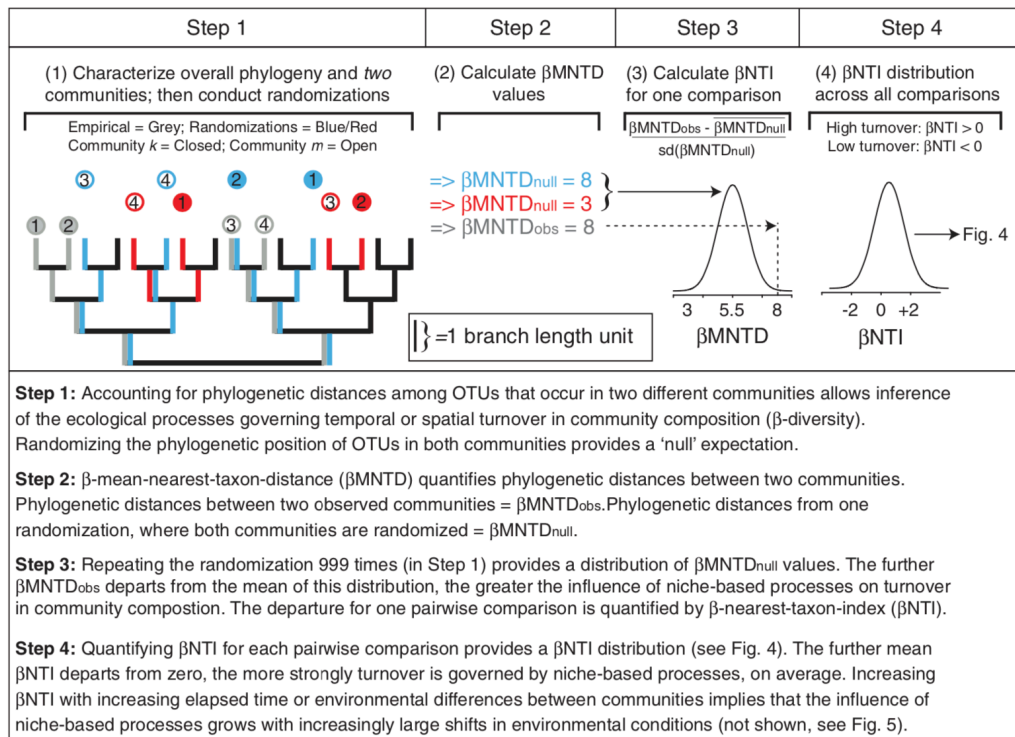 Step 1
Step 2
Step 3
Step 4
(1) Characterize overall phylogeny and two
communities; then conduct randomizations
Empirical = Grey; Randomizations = Blue/Red
Community k = Closed; Community m = Open
3
4
2
1
4
1
3
2
1
2
3
4
(2) Calculate βMNTD
values
=> βMNTDnull = 8
=> βMNTDnull = 3
=> βMNTDobs = 8
}=1 branch length unit
(3) Calculate βNTI
for one comparison
βMNTDobs - βMNTDnull
sd(βMNTDnull)
3 5.5 8
βMNTD
(4) βNTI distribution
across all comparisons
High turnover: βNTI > 0
Low turnover: βNTI < 0
Fig. 4
-2 0 +2
βNTI
Step 1: Accounting for phylogenetic distances among OTUs that occur in two different communities allows inference
of the ecological processes governing temporal or spatial turnover in community composition (β-diversity).
Randomizing the phylogenetic position of OTUs in both communities provides a ‘null’ expectation.
Step 2: β-mean-nearest-taxon-distance (βMNTD) quantifies phylogenetic distances between two communities.
Phylogenetic distances between two observed communities = βMNTDobs.Phylogenetic distances from one
randomization, where both communities are randomized = βMNTDnull.
Step 3: Repeating the randomization 999 times (in Step 1) provides a distribution of βMNTDnull values. The further
βMNTDobs departs from the mean of this distribution, the greater the influence of niche-based processes on turnover
in community compostion. The departure for one pairwise comparison is quantified by β-nearest-taxon-index (βNTI).
Step 4: Quantifying βNTI for each pairwise comparison provides a βNTI distribution (see Fig. 4). The further mean
βNTI departs from zero, the more strongly turnover is governed by niche-based processes, on average. Increasing
βNTI with increasing elapsed time or environmental differences between communities implies that the influence of
niche-based processes grows with increasingly large shifts in environmental conditions (not shown, see Fig. 5).